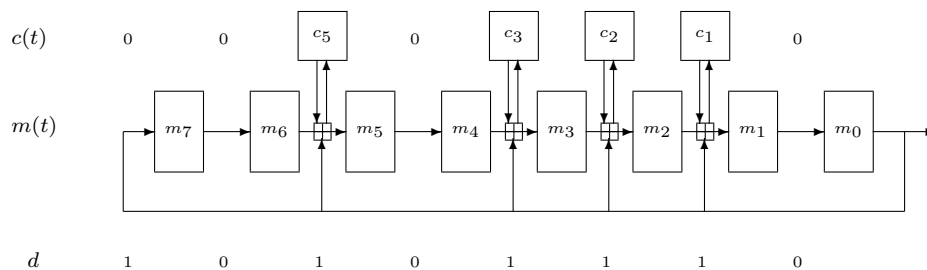 c(t) 0 0 c₅ 0 c₃ c₂ c₁ 0
m(t) m₇ m₆ m₅ m₄ m₃ m₂ m₁ m₀
d 1 0 1 0 1 1 1 0